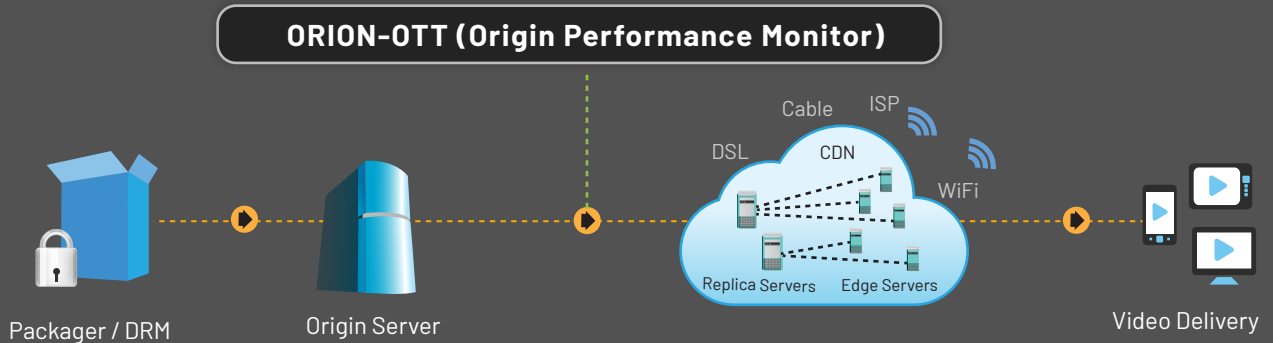 ORION-OTT (Origin Performance Monitor)
ISP
Cable
DSL
CDN
WiFi
Replica Servers
Edge Servers
Packager / DRM
Origin Server
Video Delivery